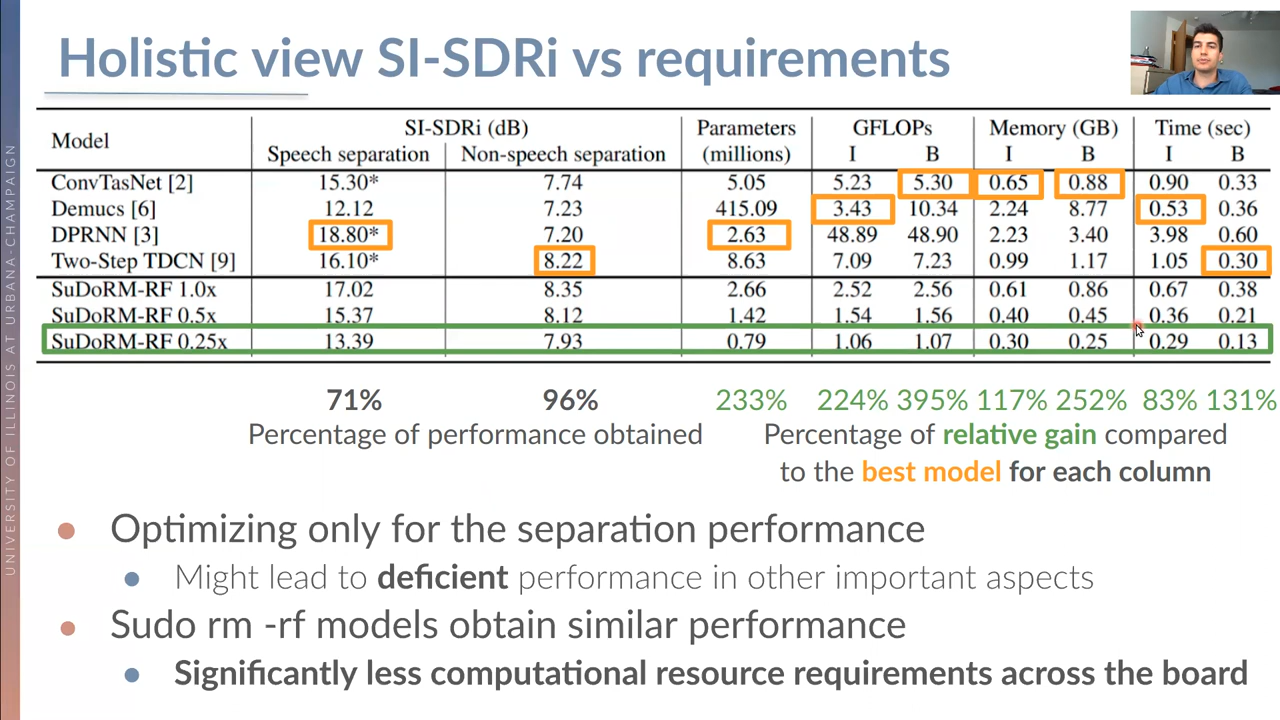 Holistic view SI-SDRi vs requirements
Model SI-SDRi (dB) Parameters GFLOPs Memory (GB) Time (sec)
Speech separation Non-speech separation (millions) I B I B I B
ConvTasNet [2] 15.30* 7.74 5.05 5.23 5.30 0.65 0.88 0.90 0.33
Demucs [6] 12.12 7.23 415.09 3.43 10.34 2.24 8.77 0.53 0.36
DPRNN [3] 18.80* 7.20 2.63 48.89 48.90 2.23 3.40 3.98 0.60
Two-Step TDCN [9] 16.10* 8.22 8.63 7.09 7.23 0.99 1.17 1.05 0.30
SuDoRM-RF 1.0x 17.02 8.35 2.66 2.52 2.56 0.61 0.86 0.67 0.38
SuDoRM-RF 0.5x 15.37 8.12 1.42 1.54 1.56 0.40 0.45 0.36 0.21
SuDoRM-RF 0.25x 13.39 7.93 0.79 1.06 1.07 0.30 0.25 0.29 0.13
71% 96% 233% 224% 395% 117% 252% 83% 131%
Percentage of performance obtained
Percentage of relative gain compared
to the best model for each column
• Optimizing only for the separation performance
• Might lead to deficient performance in other important aspects
• Sudo rm -rf models obtain similar performance
• Significantly less computational resource requirements across the board
UNIVERSITY OF ILLINOIS AT URBANA-CHAMPAIGN